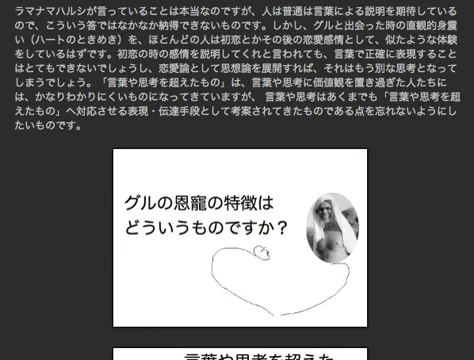 ラマナマハルシが言っていることは本当なのですが、人は普通は言葉による説明を期待している
ので、こういう答ではなかなか納得できないものです。しかし、グルと出会った時の直観的身震
い（ハートのときめき）を、ほとんどの人は初恋とかその後の恋愛感情として、似たような体験
をしているはずです。初恋の時の感情を説明してくれと言われても、言葉で正確に表現すること
はとてもできないでしょうし、恋愛論として思想論を展開すれば、それはもう別な思考となって
しまうでしょう。「言葉や思考を超えたもの」は、言葉や思考に価値観を置き過ぎた人たちに
は、かなりわかりにくいものになってきていますが、 言葉や思考はあくまでも「言葉や思考を超
えたもの」へ対応させる表現・伝達手段として考案されてきたものである点を忘れないようにし
たいものです。
グルの恩寵の特徴は
どういうものですか？
言葉や思考を超えた